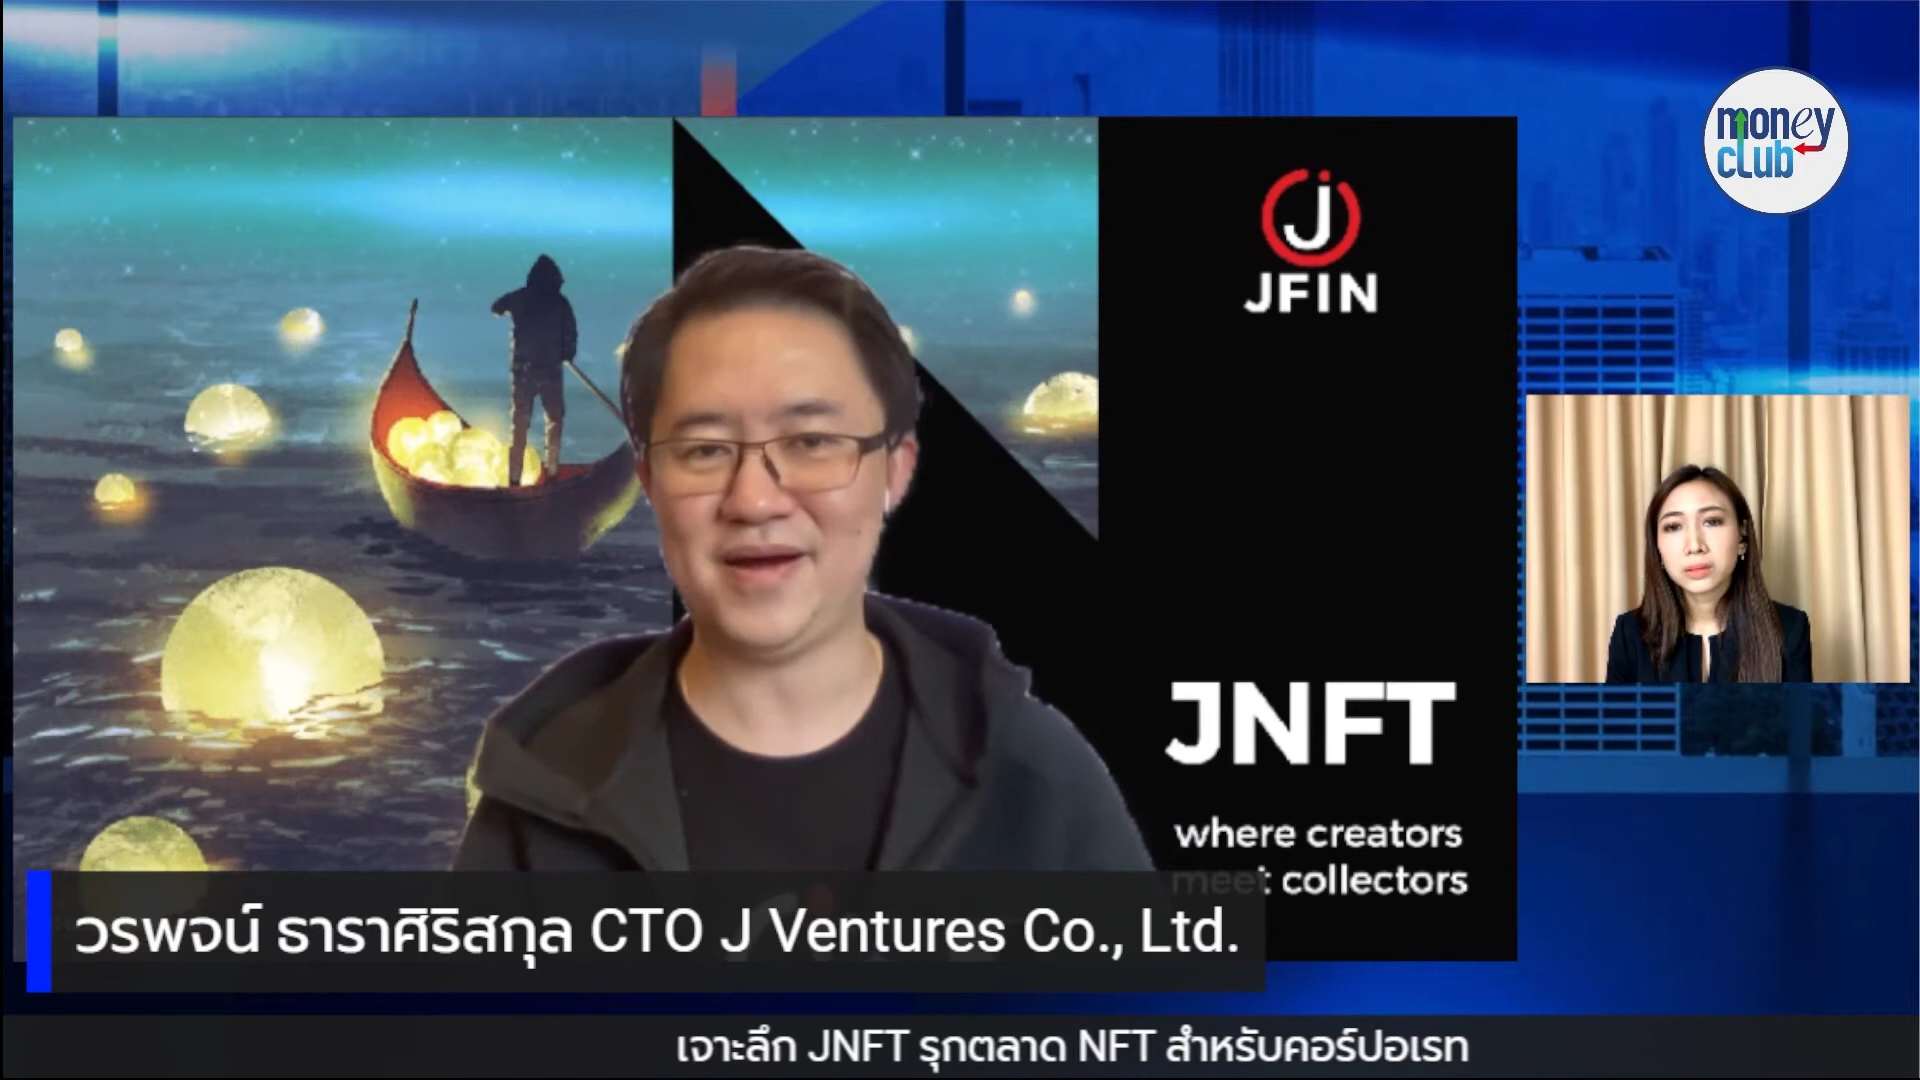 money
club
J
JFIN
JNFT
where creators
meet collectors
วรพจน์ ธาราศิริสกุล CTO J Ventures Co., Ltd.
เจาะลึก JNFT รุกตลาด NFT สำหรับคอร์ปอเรท